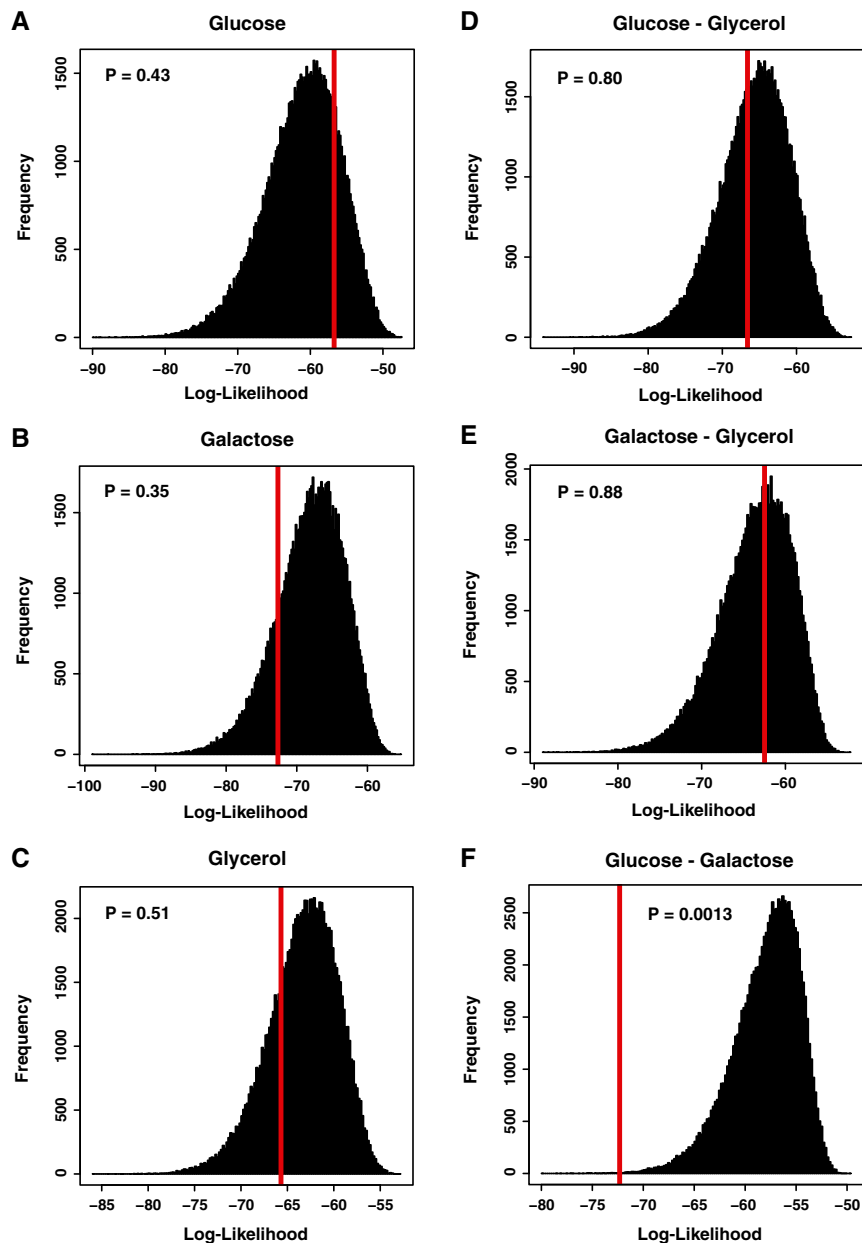 A
Glucose
P = 0.43
Frequency
0
500
1000
1500
−90
−80
−70
−60
−50
Log-Likelihood
B
Galactose
P = 0.35
Frequency
0
500
1000
1500
−100
−90
−80
−70
−60
Log-Likelihood
C
Glycerol
P = 0.51
Frequency
0
500
1000
1500
2000
−85
−80
−75
−70
−65
−60
−55
Log-Likelihood
D
Glucose - Glycerol
P = 0.80
Frequency
0
500
1000
1500
−90
−80
−70
−60
Log-Likelihood
E
Galactose - Glycerol
P = 0.88
Frequency
0
500
1000
1500
2000
−90
−80
−70
−60
Log-Likelihood
F
Glucose - Galactose
P = 0.0013
Frequency
0
500
1000
1500
2000
2500
−80
−75
−70
−65
−60
−55
−50
Log-Likelihood